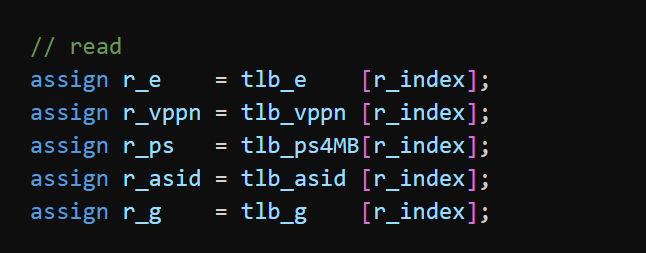 // read
assign r_e    = tlb_e    [r_index];
assign r_vppn = tlb_vppn [r_index];
assign r_ps   = tlb_ps4MB[r_index];
assign r_asid = tlb_asid [r_index];
assign r_g    = tlb_g    [r_index];